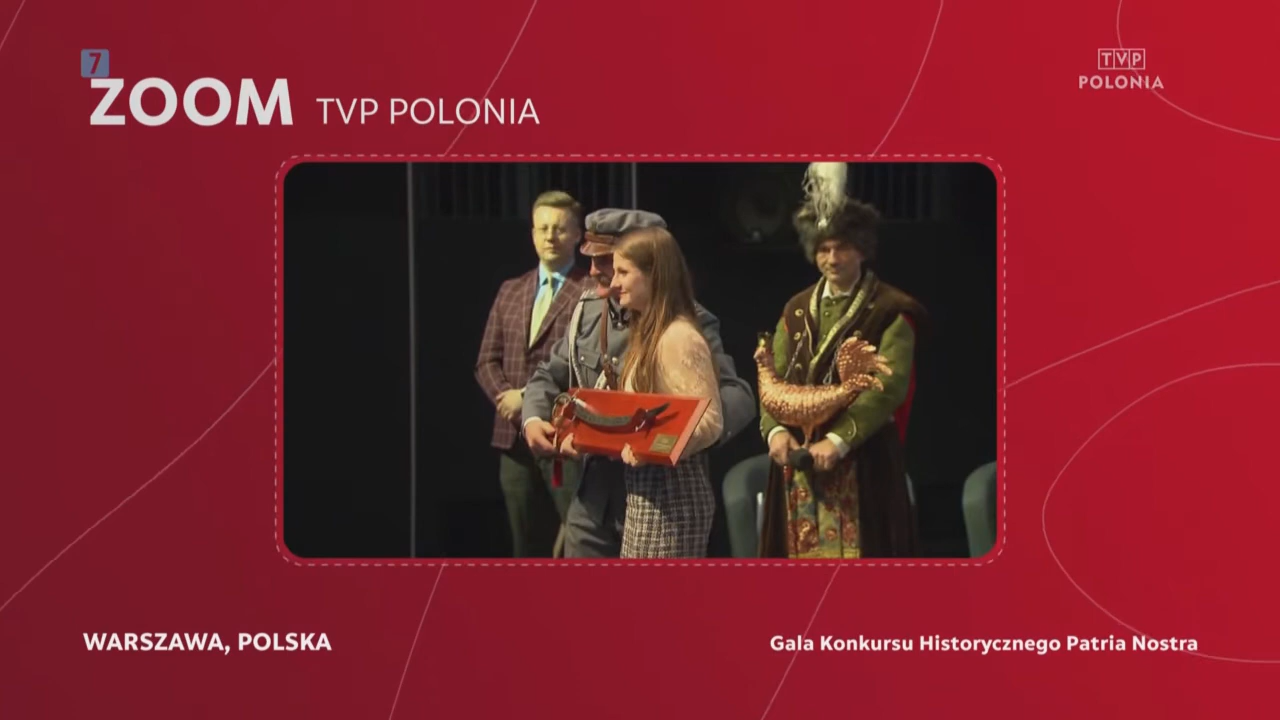 7
ZOOM TVP POLONIA
TVP
POLONIA
WARSZAWA, POLSKA
Gala Konkursu Historycznego Patria Nostra